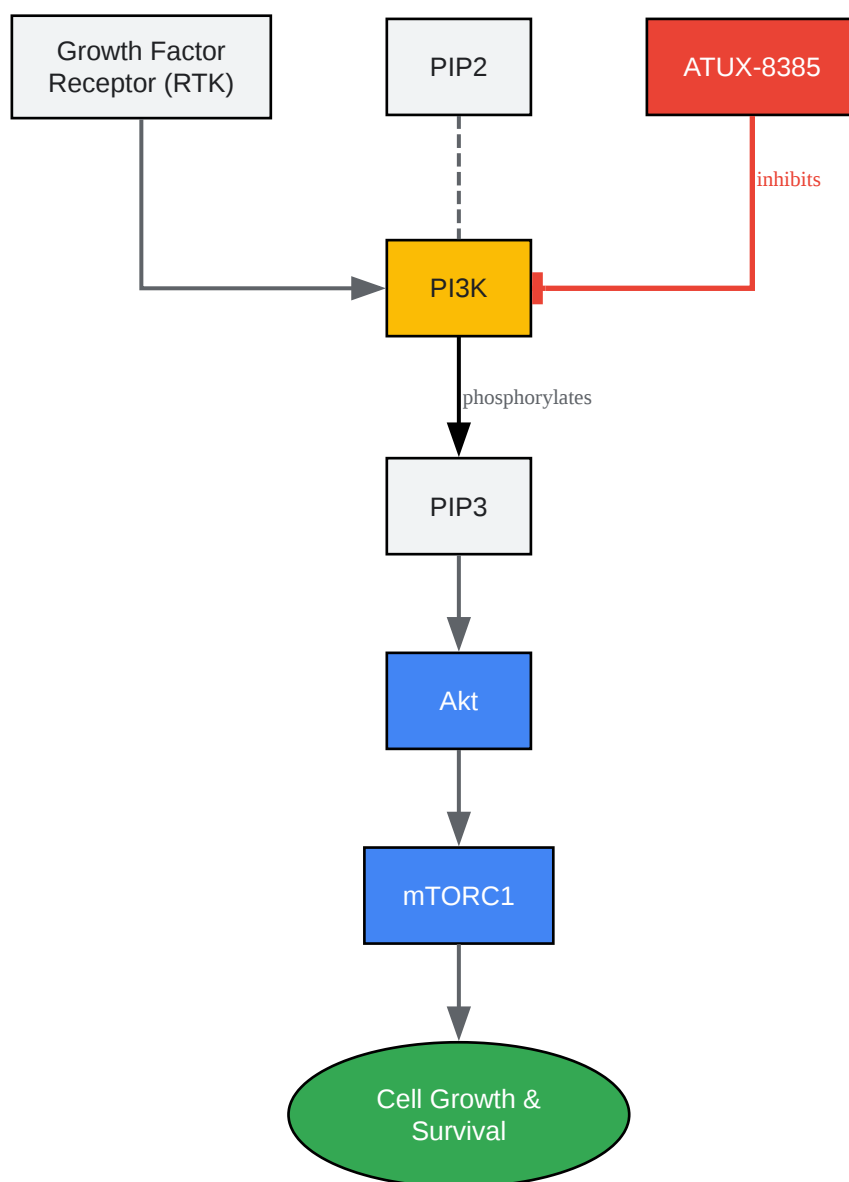 Growth Factor
Receptor (RTK)
PIP2
ATUX-8385
inhibits
PI3K
phosphorylates
PIP3
Akt
mTORC1
Cell Growth &
Survival